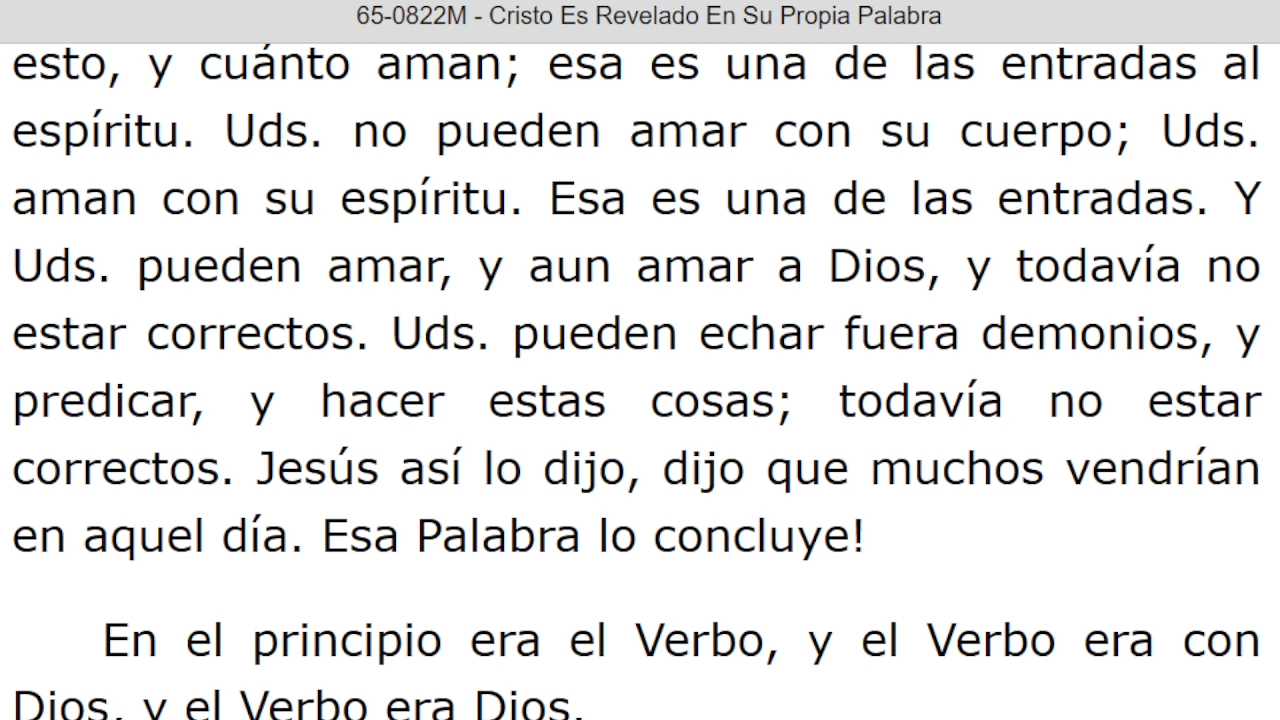 65-0822M - Cristo Es Revelado En Su Propia Palabra
esto, y cuánto aman; esa es una de las entradas al
espíritu. Uds. no pueden amar con su cuerpo; Uds.
aman con su espíritu. Esa es una de las entradas. Y
Uds. pueden amar, y aun amar a Dios, y todavía no
estar correctos. Uds. pueden echar fuera demonios, y
predicar, y hacer estas cosas; todavía no estar
correctos. Jesús así lo dijo, dijo que muchos vendrían
en aquel día. Esa Palabra lo concluye!
En el principio era el Verbo, y el Verbo era con
Dios, y el Verbo era Dios.